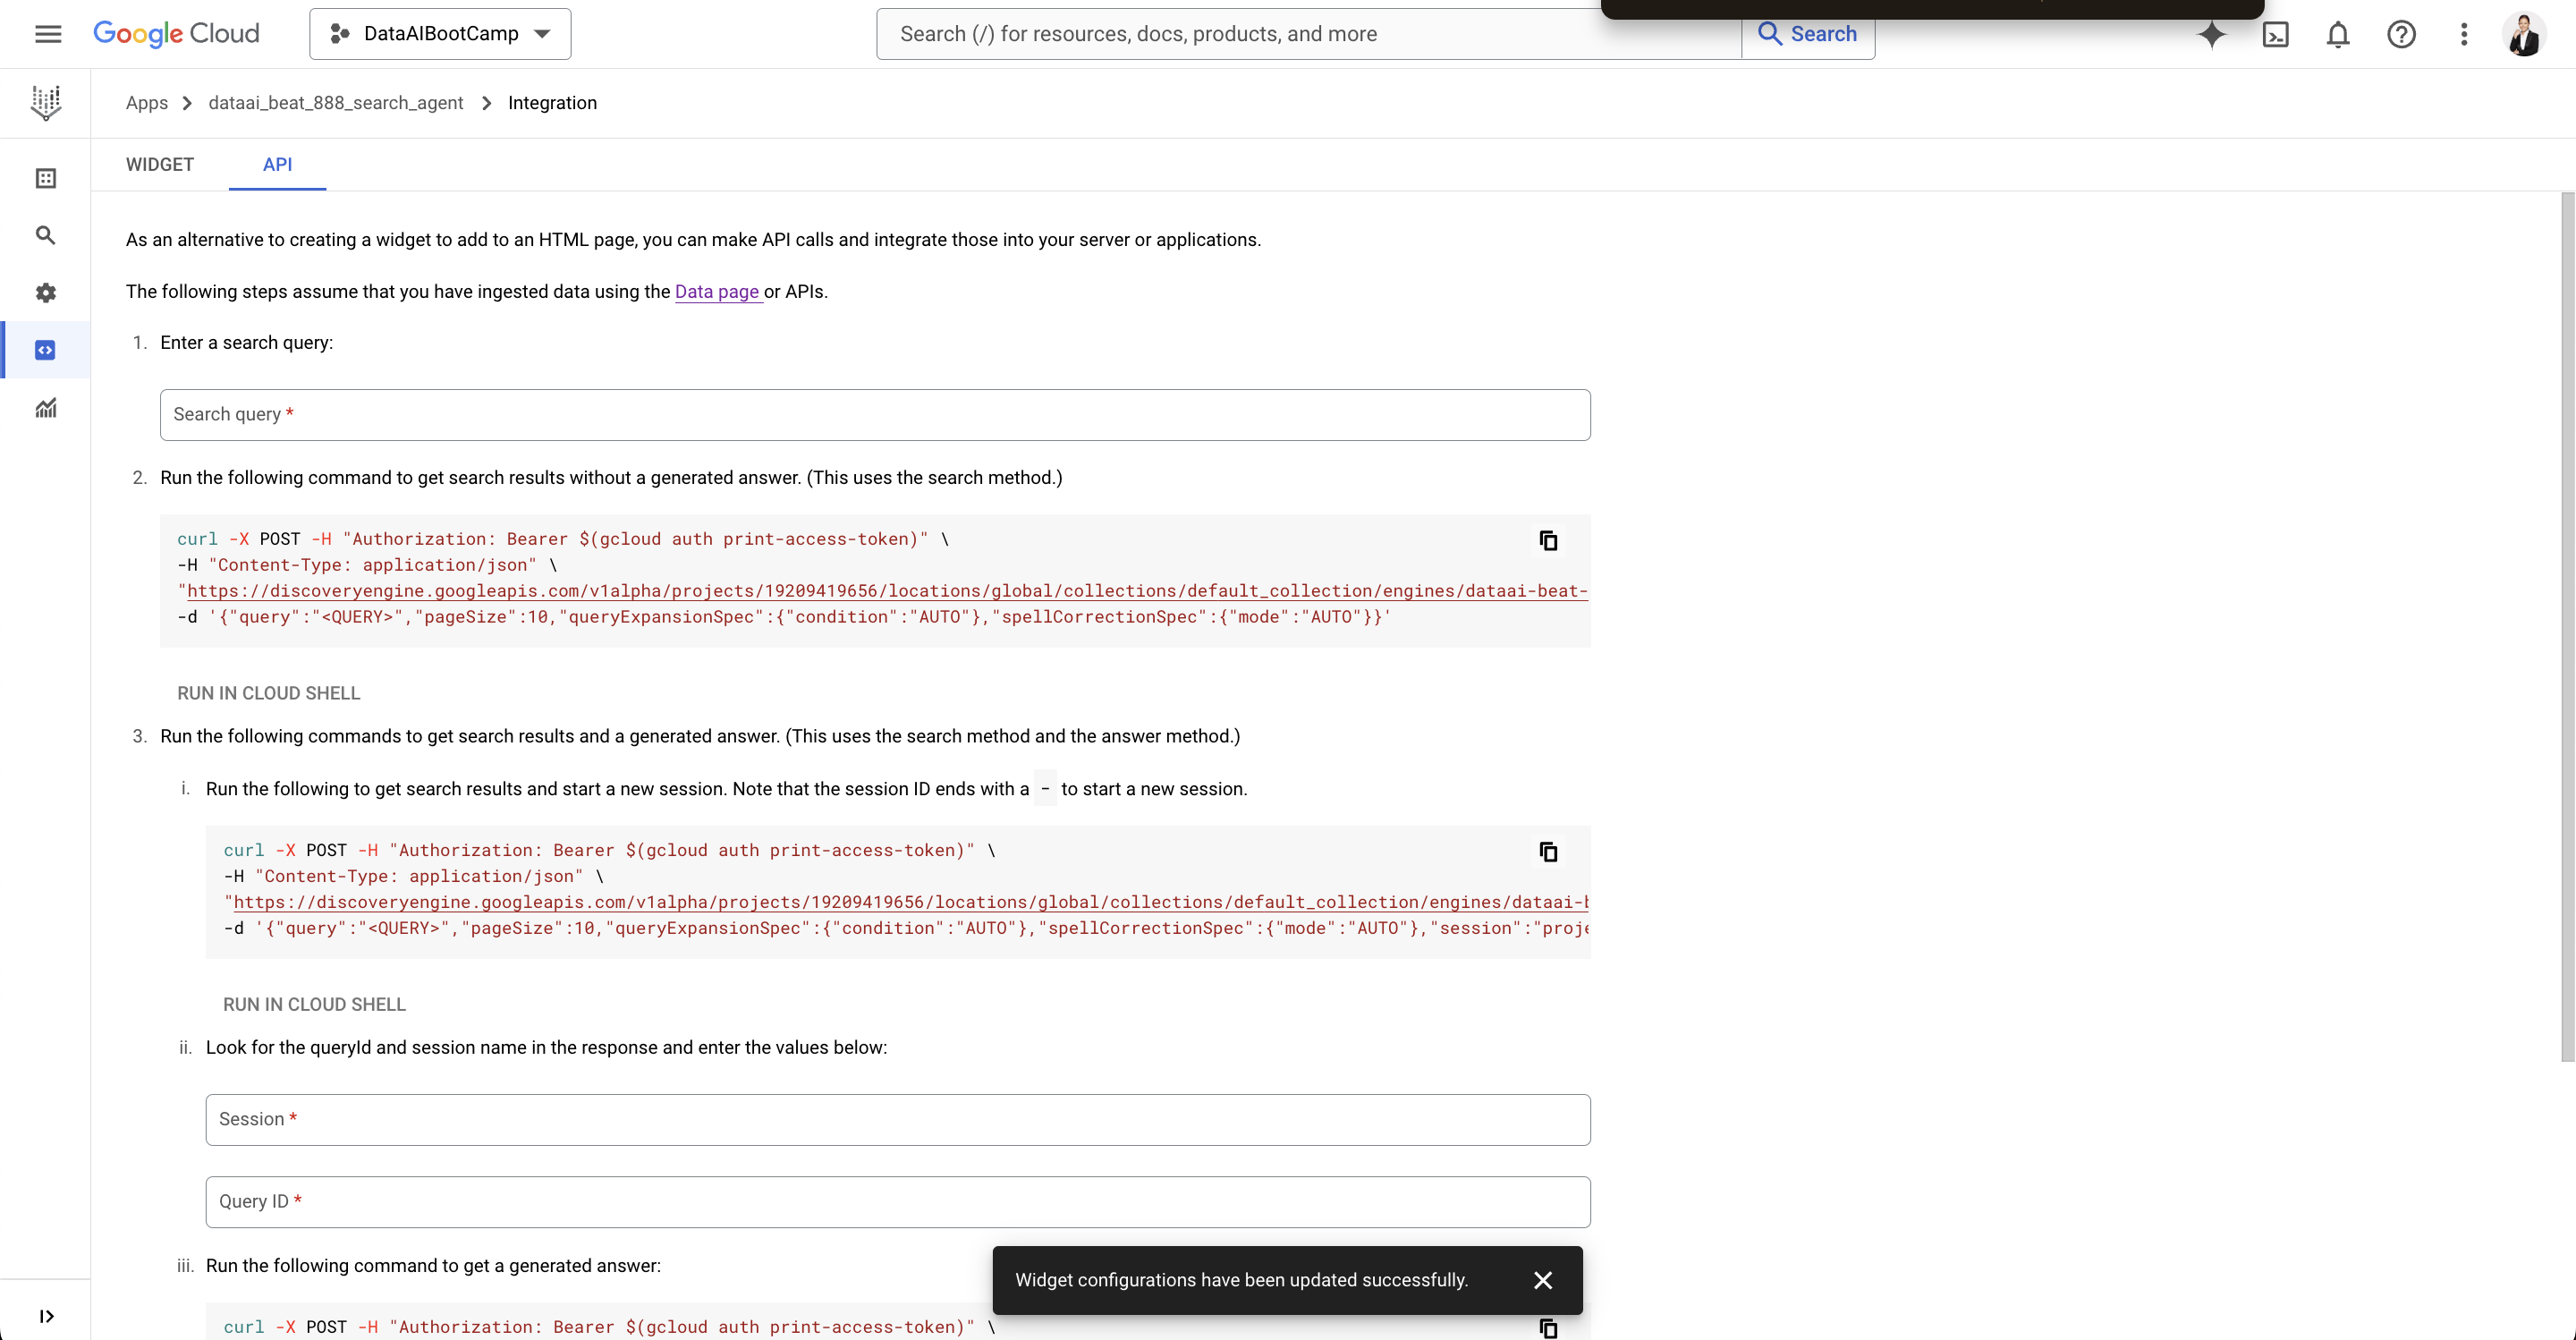 Google Cloud
DataAIBootCamp
Search (/) for resources, docs, products, and more
Search
Apps > dataai_beat_888_search_agent > Integration
WIDGET
API
As an alternative to creating a widget to add to an HTML page, you can make API calls and integrate those into your server or applications.
The following steps assume that you have ingested data using the Data page or APIs.
1. Enter a search query:
Search query *
2. Run the following command to get search results without a generated answer. (This uses the search method.)
curl -X POST -H "Authorization: Bearer $(gcloud auth print-access-token)" \
-H "Content-Type: application/json" \
"https://discoveryengine.googleapis.com/v1alpha/projects/19209419656/locations/global/collections/default_collection/engines/dataai-beat-
-d '{"query":"<QUERY>","pageSize":10,"queryExpansionSpec":{"condition":"AUTO"},"spellCorrectionSpec":{"mode":"AUTO"}}'
RUN IN CLOUD SHELL
3. Run the following commands to get search results and a generated answer. (This uses the search method and the answer method.)
i. Run the following to get search results and start a new session. Note that the session ID ends with a - to start a new session.
curl -X POST -H "Authorization: Bearer $(gcloud auth print-access-token)" \
-H "Content-Type: application/json" \
"https://discoveryengine.googleapis.com/v1alpha/projects/19209419656/locations/global/collections/default_collection/engines/dataai-b
-d '{"query":"<QUERY>","pageSize":10,"queryExpansionSpec":{"condition":"AUTO"},"spellCorrectionSpec":{"mode":"AUTO"},"session":"proje
RUN IN CLOUD SHELL
ii. Look for the queryId and session name in the response and enter the values below:
Session *
Query ID *
iii. Run the following command to get a generated answer:
Widget configurations have been updated successfully.
curl -X POST -H "Authorization: Bearer $(gcloud auth print-access-token)" \